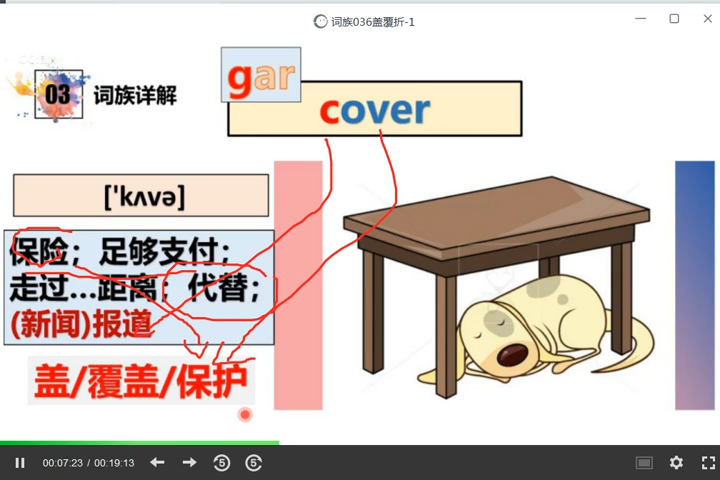 词族036盖覆折-1
03 词族详解
gar
cover
['kʌvə]
保险；足够支付；
走过...距离；代替；
(新闻)报道
盖/覆盖/保护
00:07:23 / 00:19:13
5 5